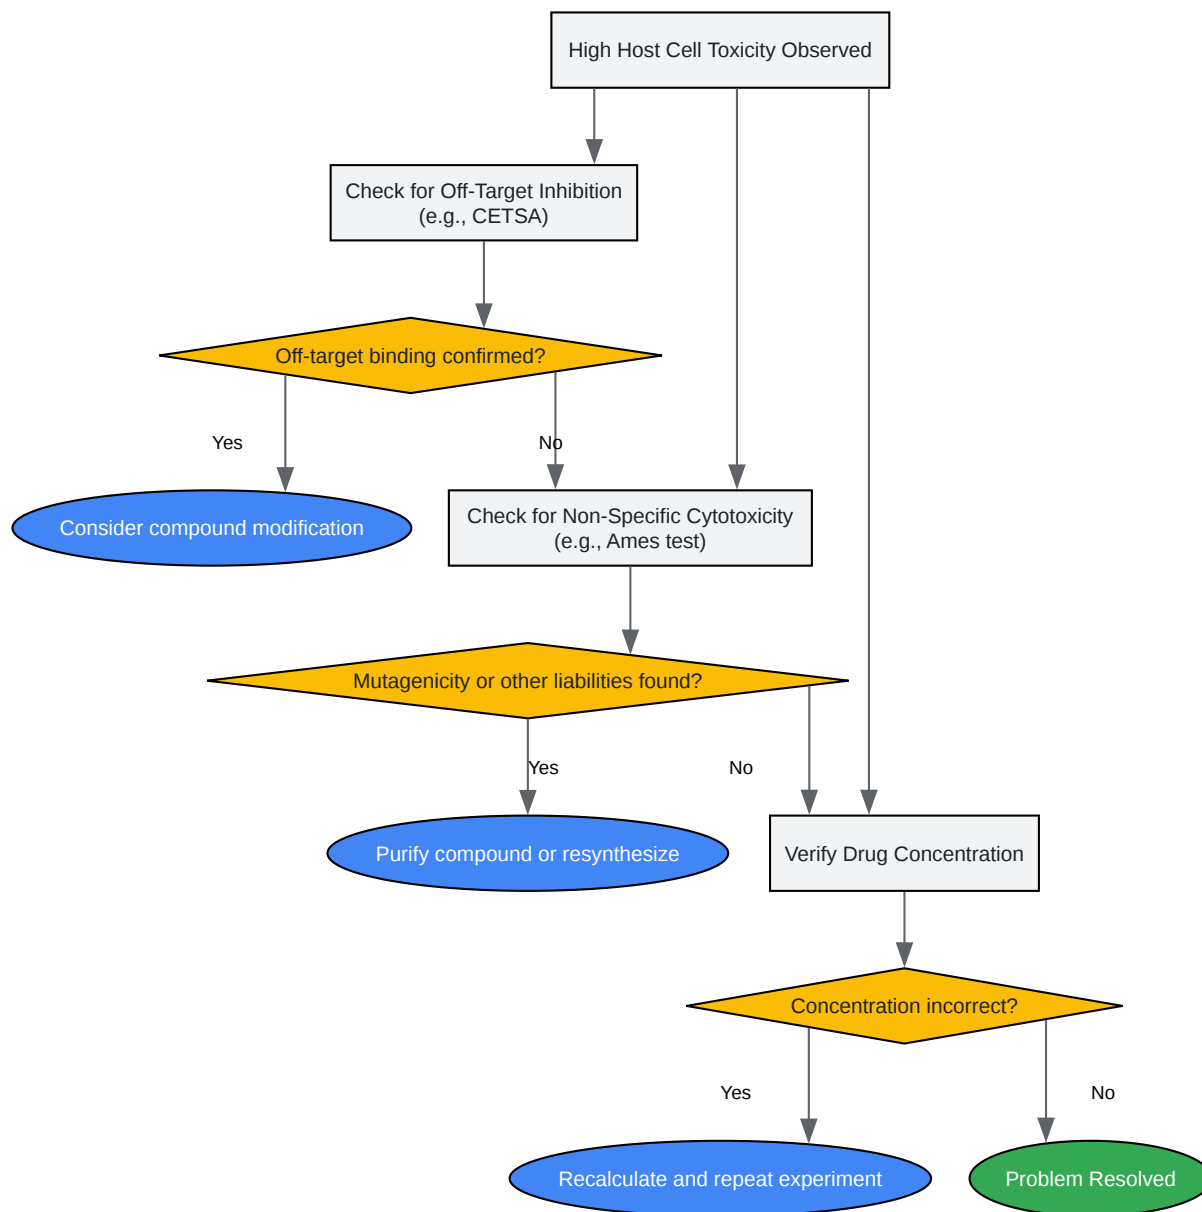 High Host Cell Toxicity Observed
Check for Off-Target Inhibition
(e.g., CETSA)
Off-target binding confirmed?
Yes
No
Consider compound modification
Check for Non-Specific Cytotoxicity
(e.g., Ames test)
Mutagenicity or other liabilities found?
Yes
No
Purify compound or resynthesize
Verify Drug Concentration
Concentration incorrect?
Yes
No
Recalculate and repeat experiment
Problem Resolved